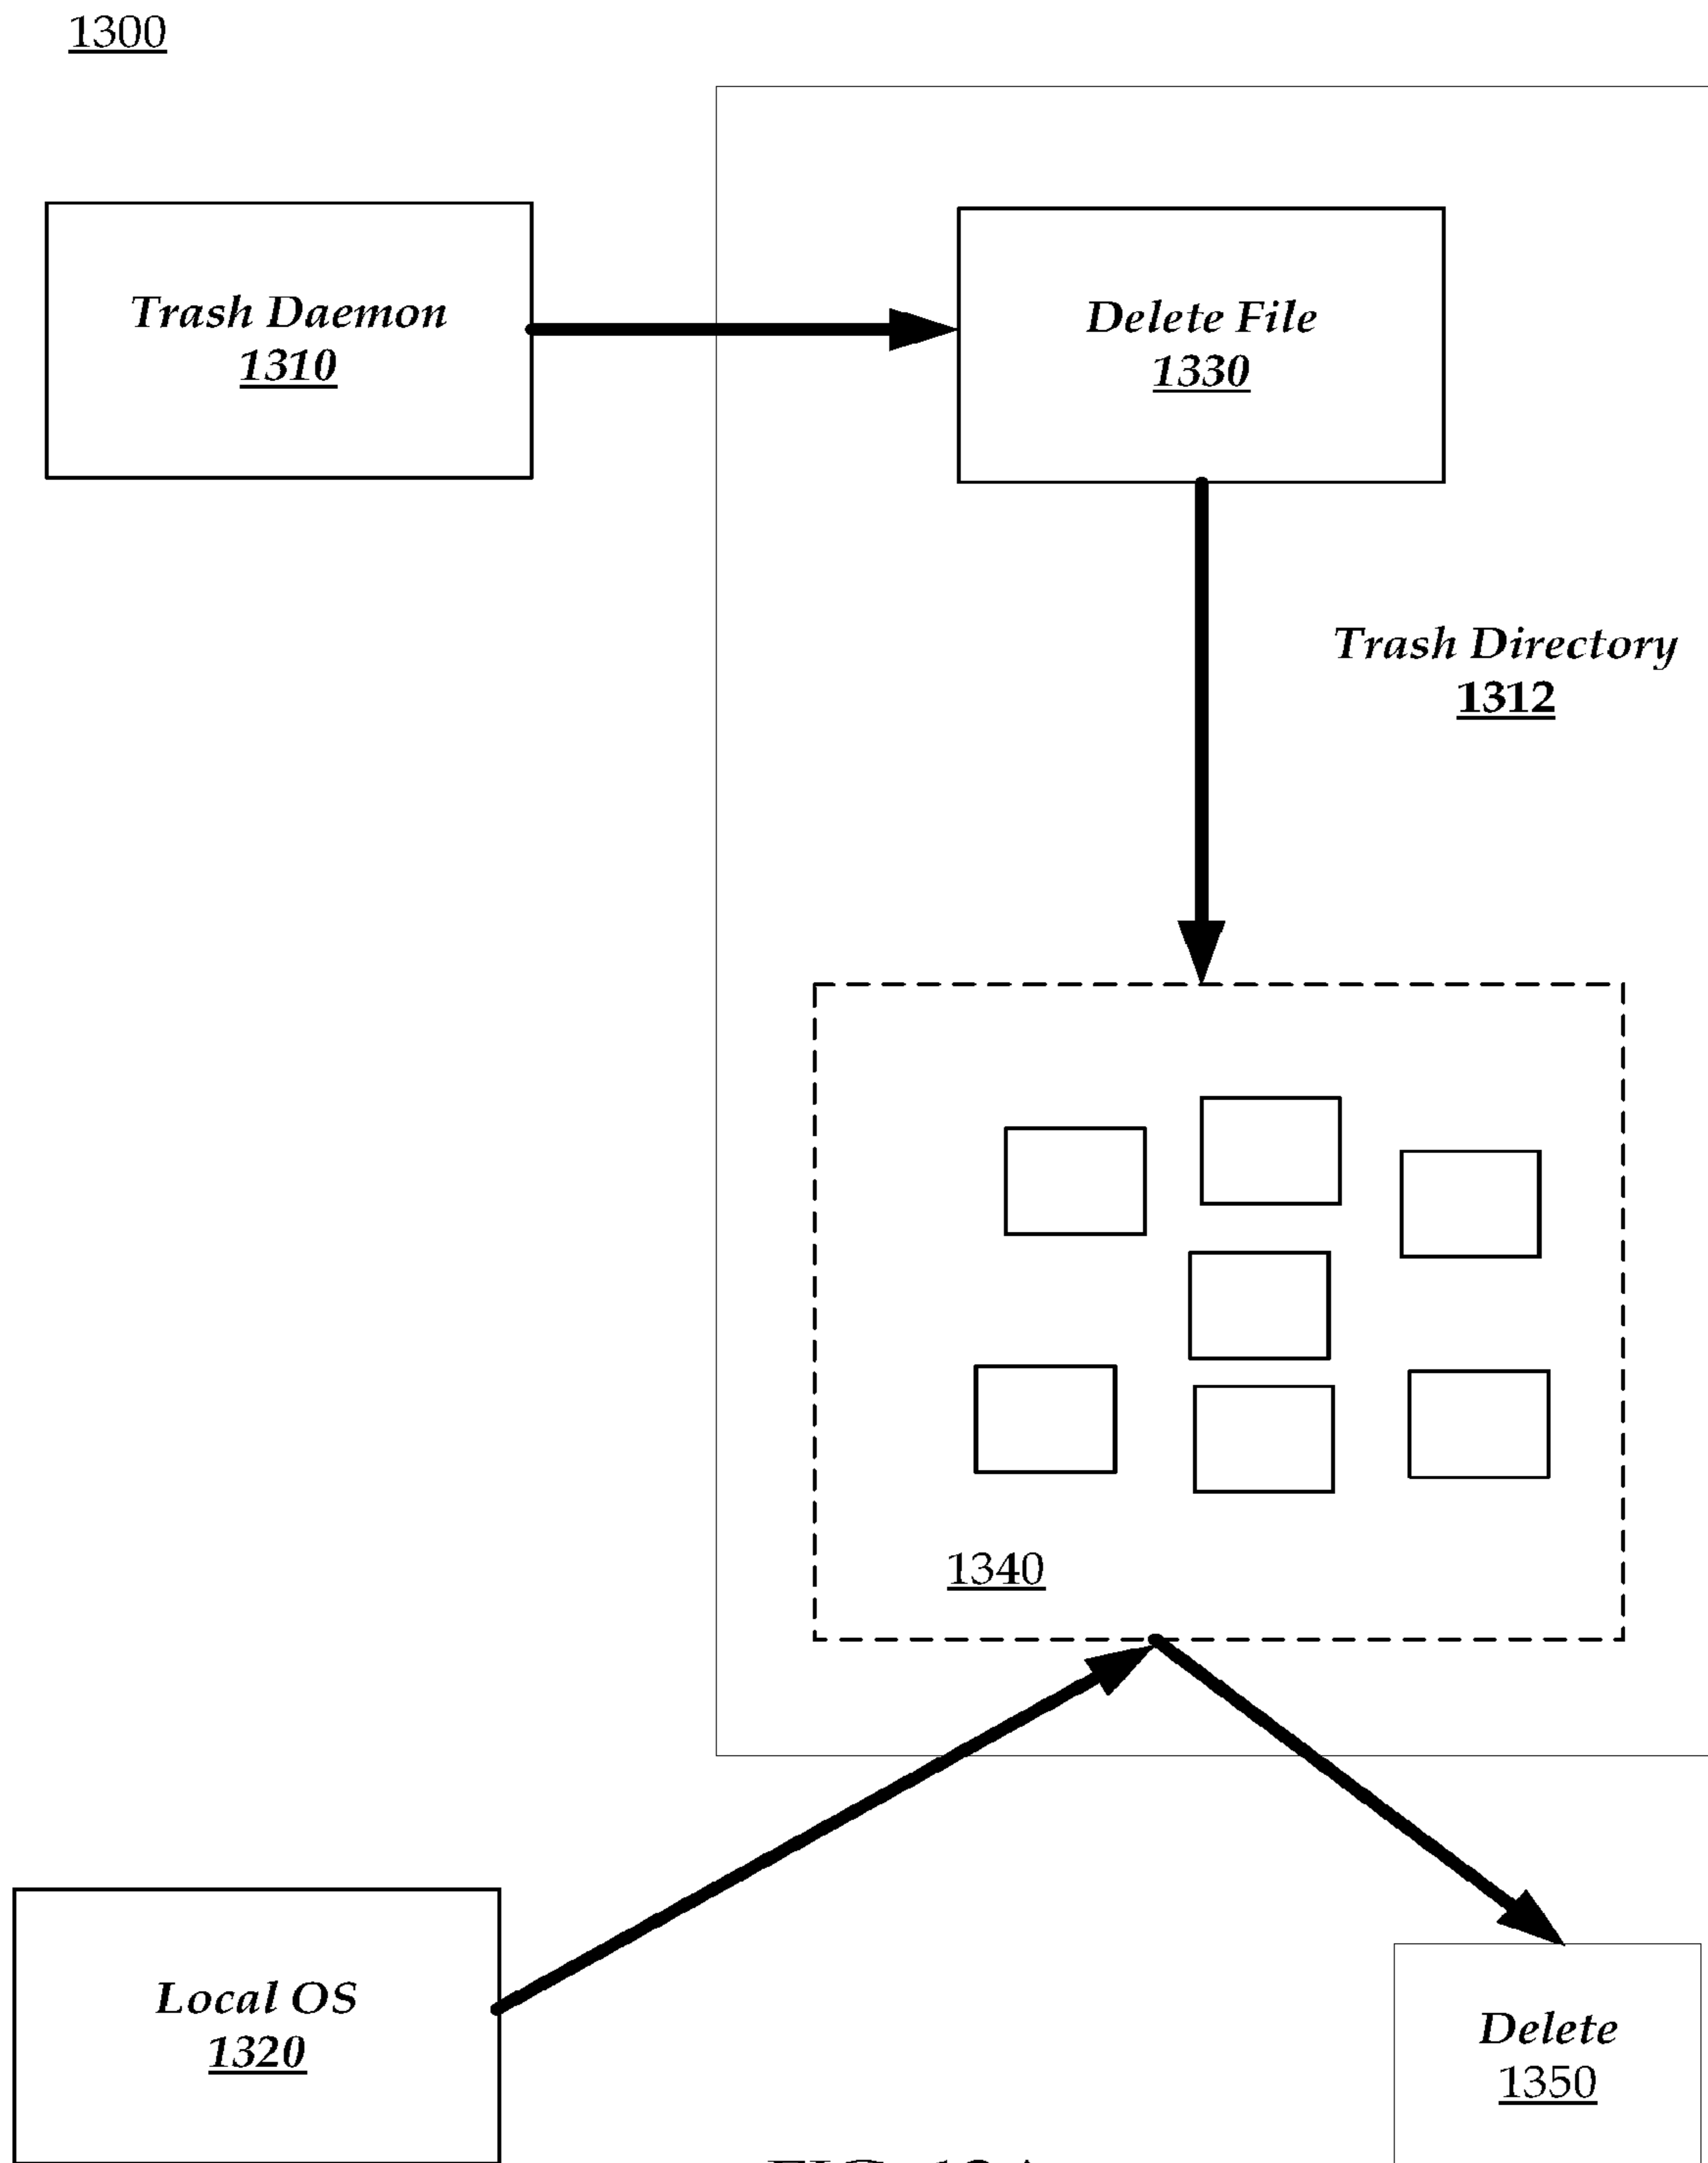 1300
Trash Daemon
1310
Delete File
1330
Trash Directory
1312
1340
Local OS
1320
Delete
1350